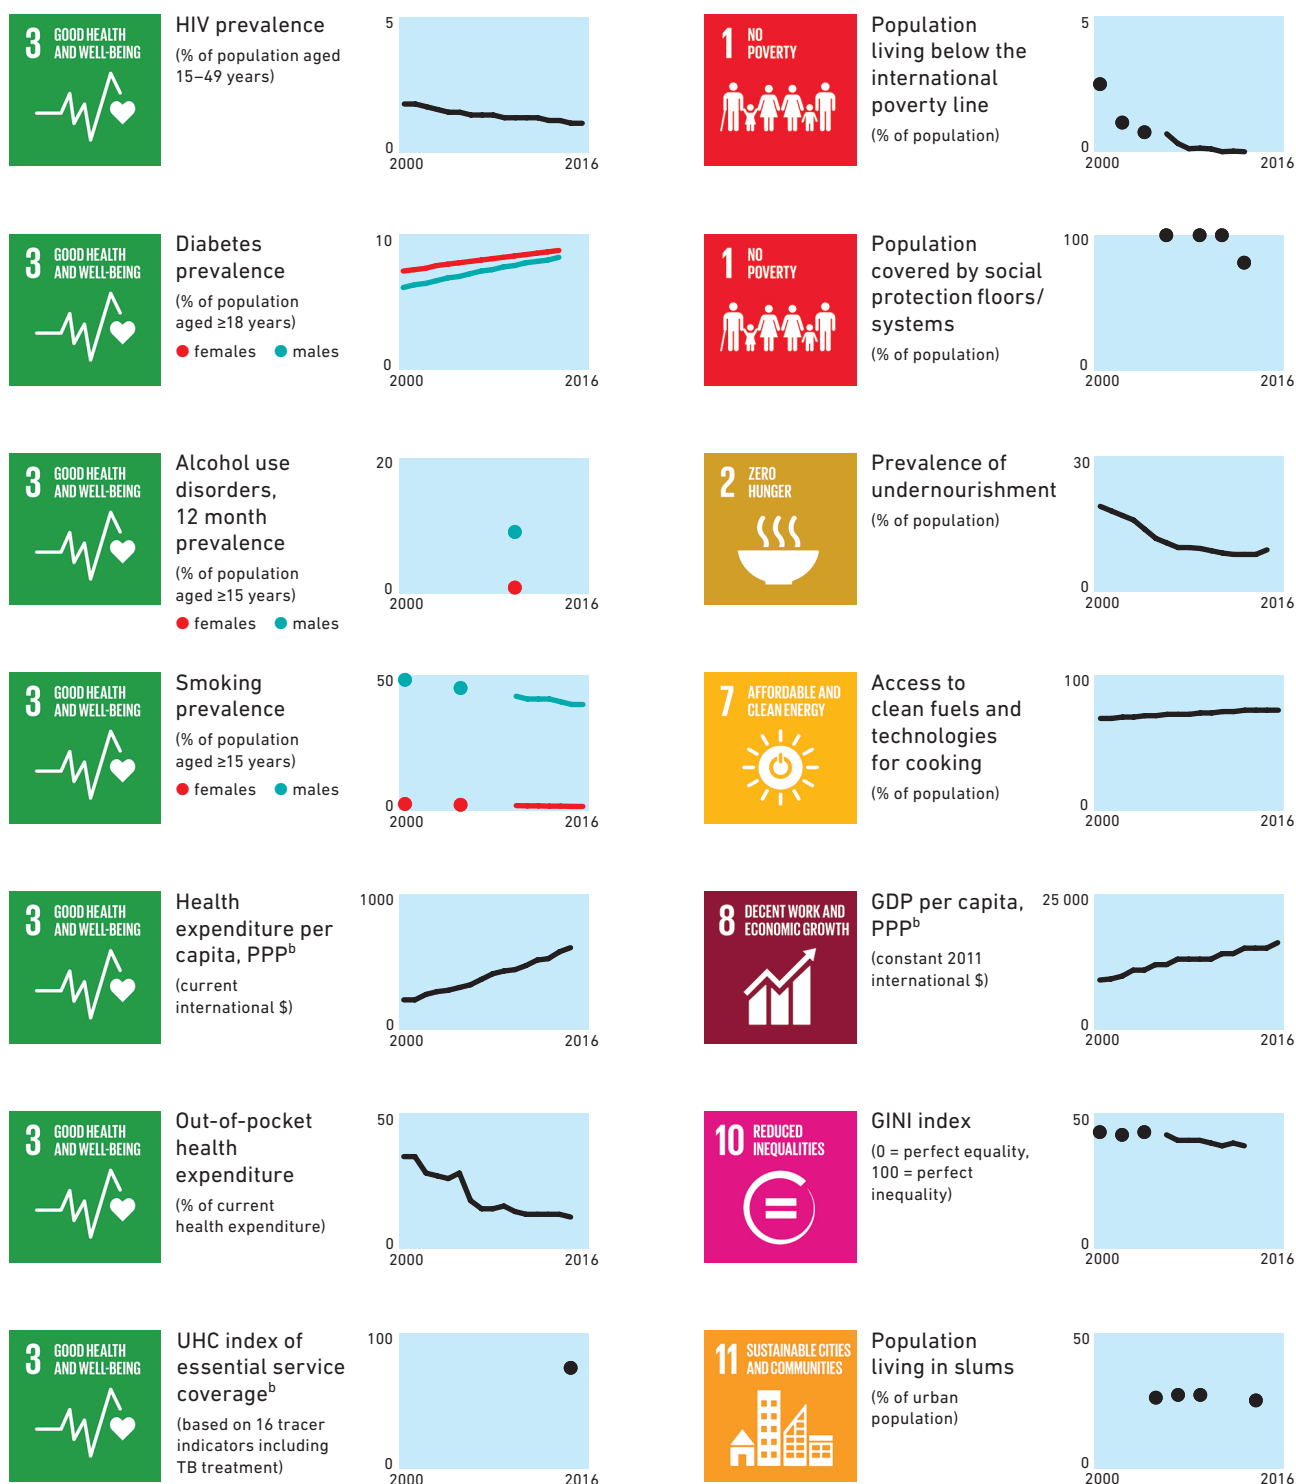 3 GOOD HEALTH
AND WELL-BEING
HIV prevalence
(% of population aged
15–49 years)
5
0
2000 2016
3 GOOD HEALTH
AND WELL-BEING
Diabetes
prevalence
(% of population
aged ≥18 years)
females males
10
0
2000 2016
3 GOOD HEALTH
AND WELL-BEING
Alcohol use
disorders,
12 month
prevalence
(% of population
aged ≥15 years)
females males
20
0
2000 2016
3 GOOD HEALTH
AND WELL-BEING
Smoking
prevalence
(% of population
aged ≥15 years)
females males
50
0
2000 2016
3 GOOD HEALTH
AND WELL-BEING
Health
expenditure per
capita, PPPb
(current
international $)
1000
0
2000 2016
3 GOOD HEALTH
AND WELL-BEING
Out-of-pocket
health
expenditure
(% of current
health expenditure)
50
0
2000 2016
3 GOOD HEALTH
AND WELL-BEING
UHC index of
essential service
coverageb
(based on 16 tracer
indicators including
TB treatment)
100
0
2000 2016
1 NO
POVERTY
Population
living below the
international
poverty line
(% of population)
5
0
2000 2016
1 NO
POVERTY
Population
covered by social
protection floors/
systems
(% of population)
100
0
2000 2016
2 ZERO
HUNGER
Prevalence of
undernourishment
(% of population)
30
0
2000 2016
7 AFFORDABLE AND
CLEAN ENERGY
Access to
clean fuels and
technologies
for cooking
(% of population)
100
0
2000 2016
8 DECENT WORK AND
ECONOMIC GROWTH
GDP per capita,
PPPb
(constant 2011
international $)
25 000
0
2000 2016
10 REDUCED
INEQUALITIES
GINI index
(0 = perfect equality,
100 = perfect
inequality)
50
0
2000 2016
11 SUSTAINABLE CITIES
AND COMMUNITIES
Population
living in slums
(% of urban
population)
50
0
2000 2016